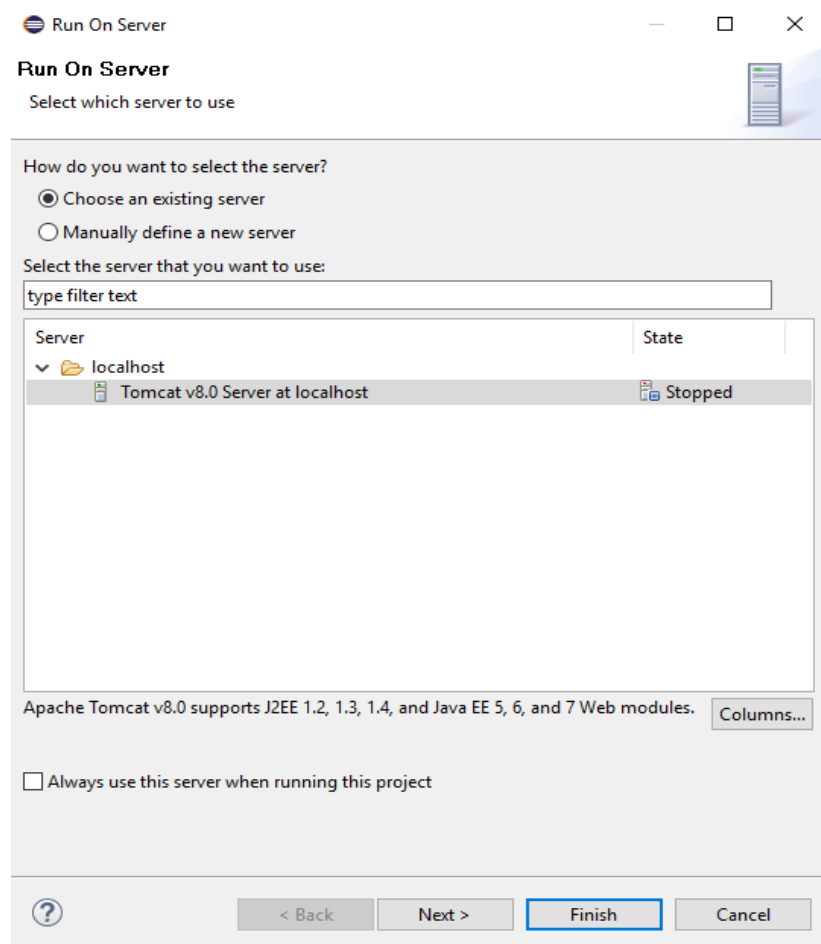 Run On Server
Run On Server
Select which server to use
How do you want to select the server?
Choose an existing server
Manually define a new server
Select the server that you want to use:
type filter text
Server State
localhost
Tomcat v8.0 Server at localhost Stopped
Apache Tomcat v8.0 supports J2EE 1.2, 1.3, 1.4, and Java EE 5, 6, and 7 Web modules. Columns...
Always use this server when running this project
? < Back Next > Finish Cancel